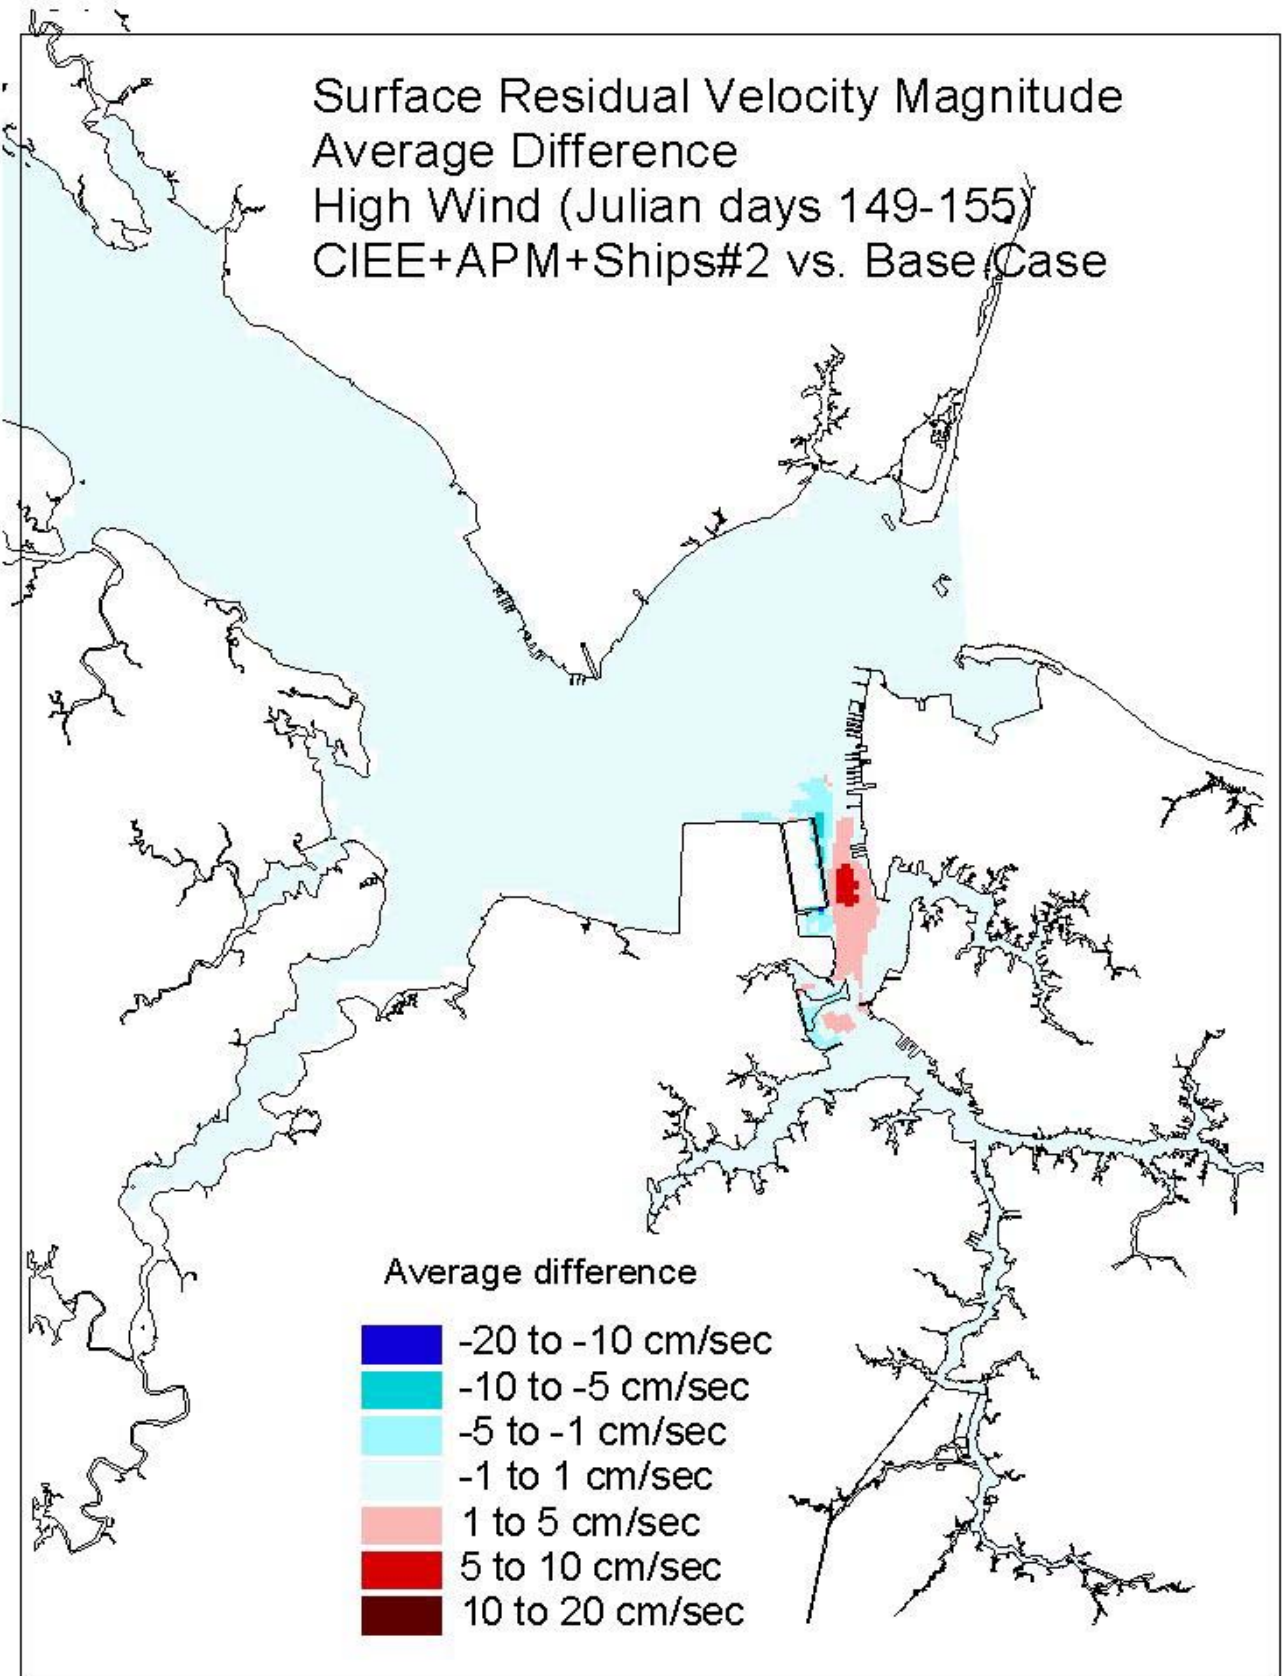 Surface Residual Velocity Magnitude
Average Difference
High Wind (Julian days 149-155)
CIEE+APM+Ships#2 vs. Base Case
Average difference
-20 to -10 cm/sec
-10 to -5 cm/sec
-5 to -1 cm/sec
-1 to 1 cm/sec
1 to 5 cm/sec
5 to 10 cm/sec
10 to 20 cm/sec